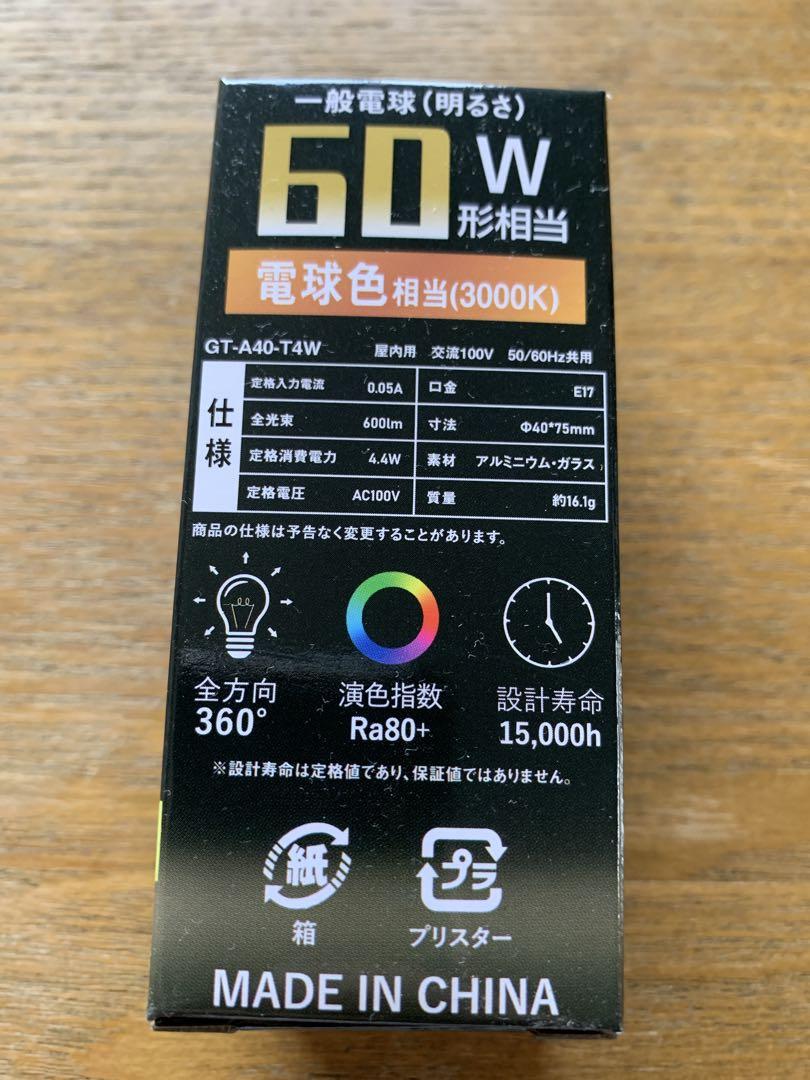 一般電球(明るさ)
60W形相当
電球色相当(3000K)
GT-A40-T4W 屋内用 交流100V 50/60Hz共用
仕様
定格入力電流 0.05A 口金 E17
全光束 600lm 寸法 Φ40*75mm
定格消費電力 4.4W 素材 アルミニウム・ガラス
定格電圧 AC100V 質量 約16.1g
商品の仕様は予告なく変更することがあります。
全方向 演色指数 設計寿命
360° Ra80+ 15,000h
※設計寿命は定格値であり、保証値ではありません。
紙 プラ
箱 プリスター
MADE IN CHINA